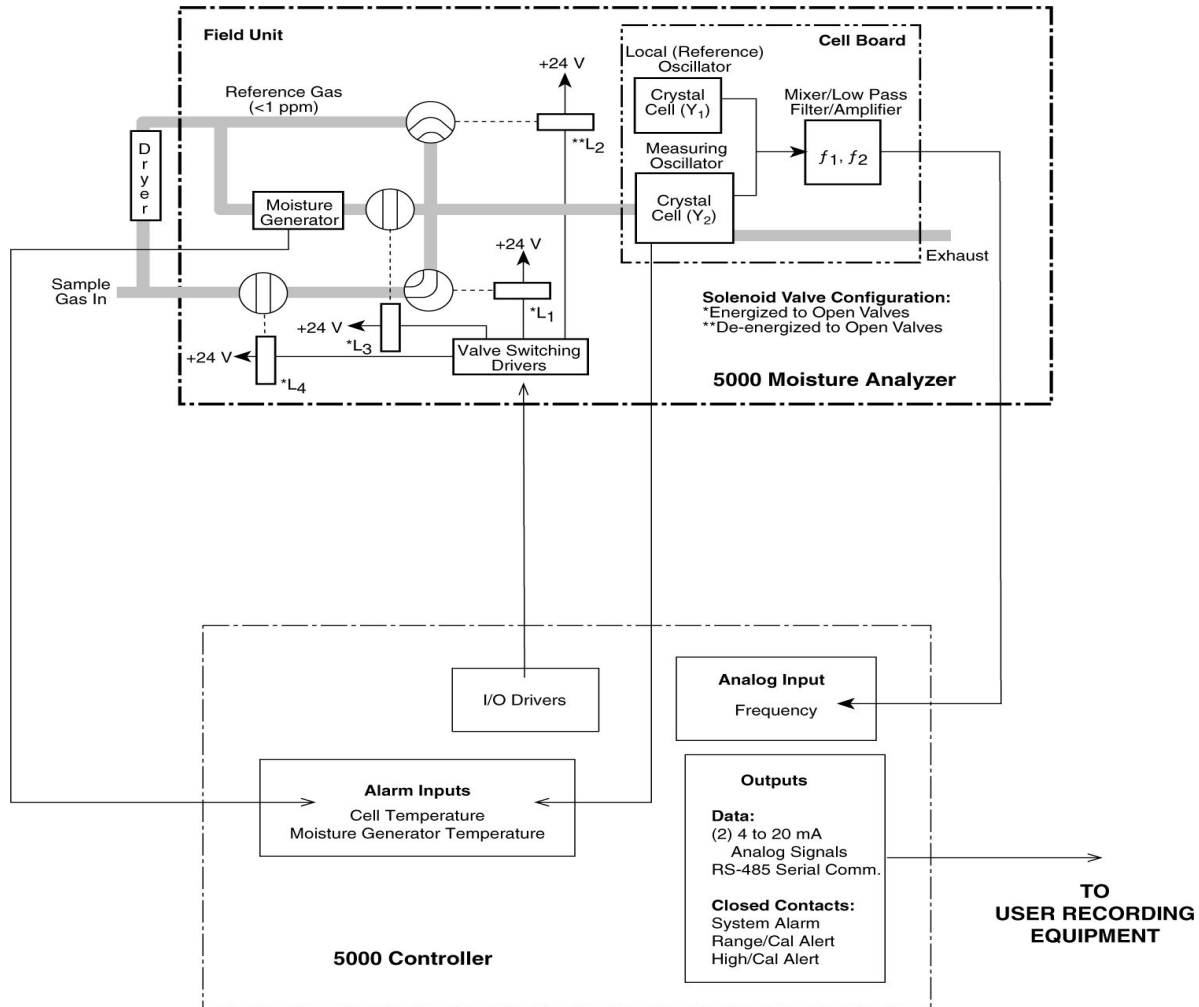 Field Unit
Cell Board
Local (Reference)
Oscillator
+24 V
Reference Gas
(<1 ppm)
Crystal
Cell (Y1)
Mixer/Low Pass
Filter/Amplifier
**L2
Dryer
Measuring
Oscillator
f1, f2
Moisture
Generator
Crystal
Cell (Y2)
+24 V
Exhaust
Sample
Gas In
*L1
Solenoid Valve Configuration:
*Energized to Open Valves
**De-energized to Open Valves
+24 V
*L3
Valve Switching
Drivers
+24 V
*L4
5000 Moisture Analyzer
I/O Drivers
Analog Input
Frequency
Alarm Inputs
Cell Temperature
Moisture Generator Temperature
Outputs
Data:
(2) 4 to 20 mA
Analog Signals
RS-485 Serial Comm.
Closed Contacts:
System Alarm
Range/Cal Alert
High/Cal Alert
TO
USER RECORDING
EQUIPMENT
5000 Controller